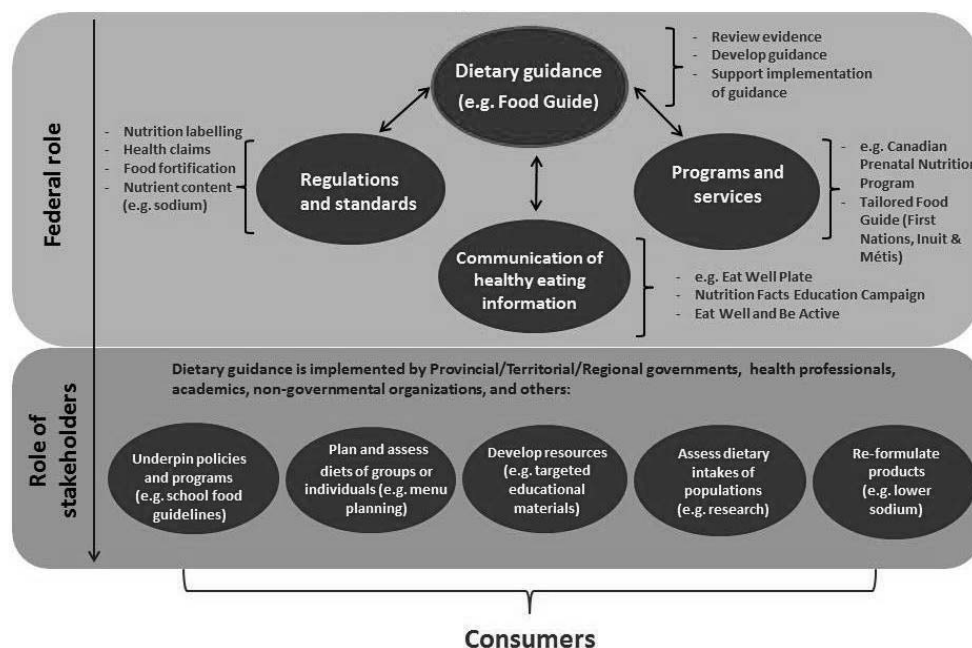 Federal role
Dietary guidance
(e.g. Food Guide)
- Review evidence
- Develop guidance
- Support implementation
of guidance
- Nutrition labelling
- Health claims
- Food fortification
- Nutrient content
(e.g. sodium)
Regulations
and standards
Programs and
services
- e.g. Canadian
Prenatal Nutrition
Program
- Tailored Food
Guide (First
Nations, Inuit &
Métis)
Communication of
healthy eating
information
- e.g. Eat Well Plate
- Nutrition Facts Education Campaign
- Eat Well and Be Active
Role of
stakeholders
Dietary guidance is implemented by Provincial/Territorial/Regional governments, health professionals,
academics, non-governmental organizations, and others:
Underpin policies
and programs
(e.g. school food
guidelines)
Plan and assess
diets of groups or
individuals (e.g. menu
planning)
Develop resources
(e.g. targeted
educational
materials)
Assess dietary
intakes of
populations
(e.g. research)
Re-formulate
products
(e.g. lower
sodium)
Consumers